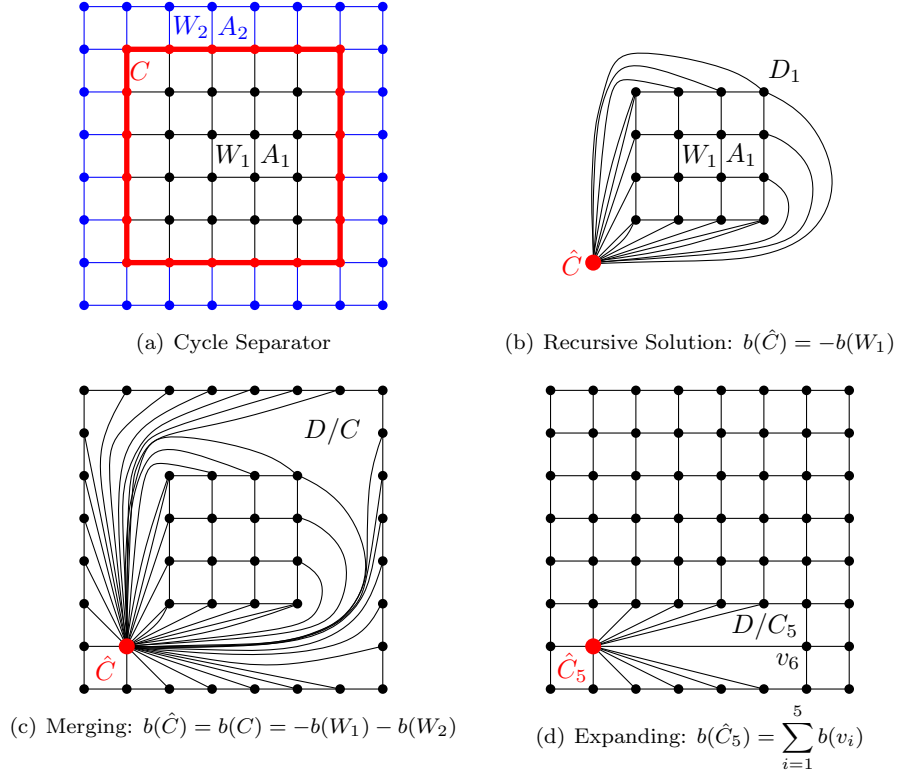 W₂ A₂
C
D₁
W₁ A₁
W₁ A₁
Ĉ
(a) Cycle Separator
(b) Recursive Solution: b(Ĉ) = −b(W₁)
D/C
D/C₅
Ĉ
Ĉ₅
v₆
(c) Merging: b(Ĉ) = b(C) = −b(W₁) − b(W₂)
(d) Expanding: b(Ĉ₅) = ∑_{i=1}^{5} b(vᵢ)